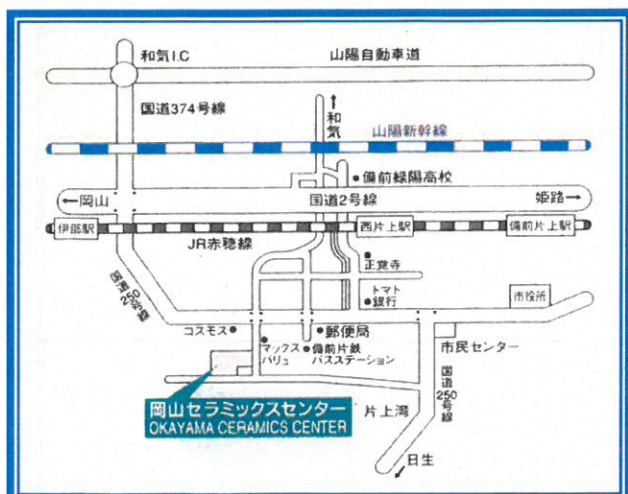 和気I.C
山陽自動車道
国道374号線
↑和気
山陽新幹線
備前緑陽高校
←岡山
国道2号線
姫路→
伊部駅
JR赤穂線
西片上駅
備前片上駅
正覚寺
国道250号線
トマト
銀行
市役所
コスモス
郵便局
マックス
バリュ
備前片鉄
バスステーション
市民センター
岡山セラミックスセンター
OKAYAMA CERAMICS CENTER
片上湾
国道250号線
日生